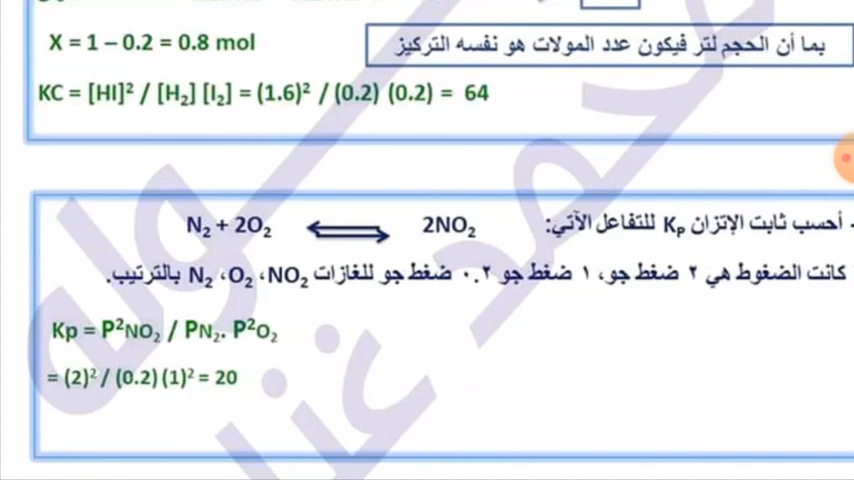 X = 1 – 0.2 = 0.8 mol
بما أن الحجم لتر فيكون عدد المولات هو نفسه التركيز
KC = [HI]² / [H₂] [I₂] = (1.6)² / (0.2) (0.2) = 64
- أحسب ثابت الإتزان Kₚ للتفاعل الآتي:
N₂ + 2O₂ ⇌ 2NO₂
كانت الضغوط هي ٢ ضغط جو، ١ ضغط جو ٠.٢ ضغط جو للغازات N₂ ،O₂ ،NO₂ بالترتيب.
Kp = P²NO₂ / PN₂. P²O₂
= (2)² / (0.2) (1)² = 20